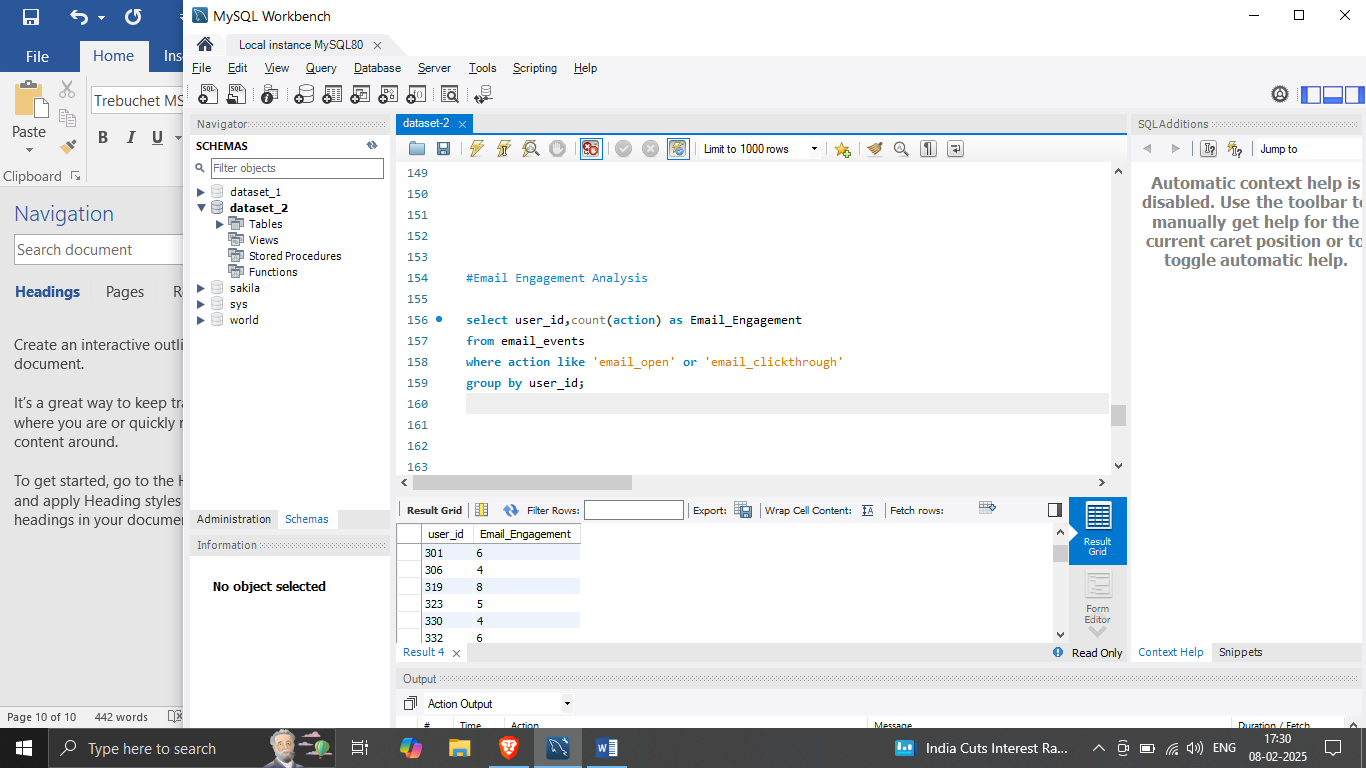 MySQL Workbench
File
Home
Ins
Trebuchet MS
Paste
B I U
Clipboard
Navigation
Search document
Headings Pages R
Create an interactive outli
document.
It's a great way to keep tra
where you are or quickly r
content around.
To get started, go to the H
and apply Heading styles
headings in your documen
Page 10 of 10 442 words
Local instance MySQL80
File Edit View Query Database Server Tools Scripting Help
Navigator
SCHEMAS
Filter objects
dataset_1
dataset_2
Tables
Views
Stored Procedures
Functions
sakila
sys
world
Administration Schemas
Information
No object selected
dataset-2
Limit to 1000 rows
149
150
151
152
153
154 #Email Engagement Analysis
155
156 select user_id,count(action) as Email_Engagement
157 from email_events
158 where action like 'email_open' or 'email_clickthrough'
159 group by user_id;
160
161
162
163
Result Grid Filter Rows: Export: Wrap Cell Content: Fetch rows:
user_id Email_Engagement
301 6
306 4
319 8
323 5
330 4
332 6
Result Grid
Form Editor
Result 4
Read Only
Output
Action Output
# Time Action Message Duration / Fetch
SQLAdditions
Jump to
Automatic context help is
disabled. Use the toolbar to
manually get help for the
current caret position or to
toggle automatic help.
Context Help Snippets
Type here to search
India Cuts Interest Ra...
ENG
17:30
08-02-2025